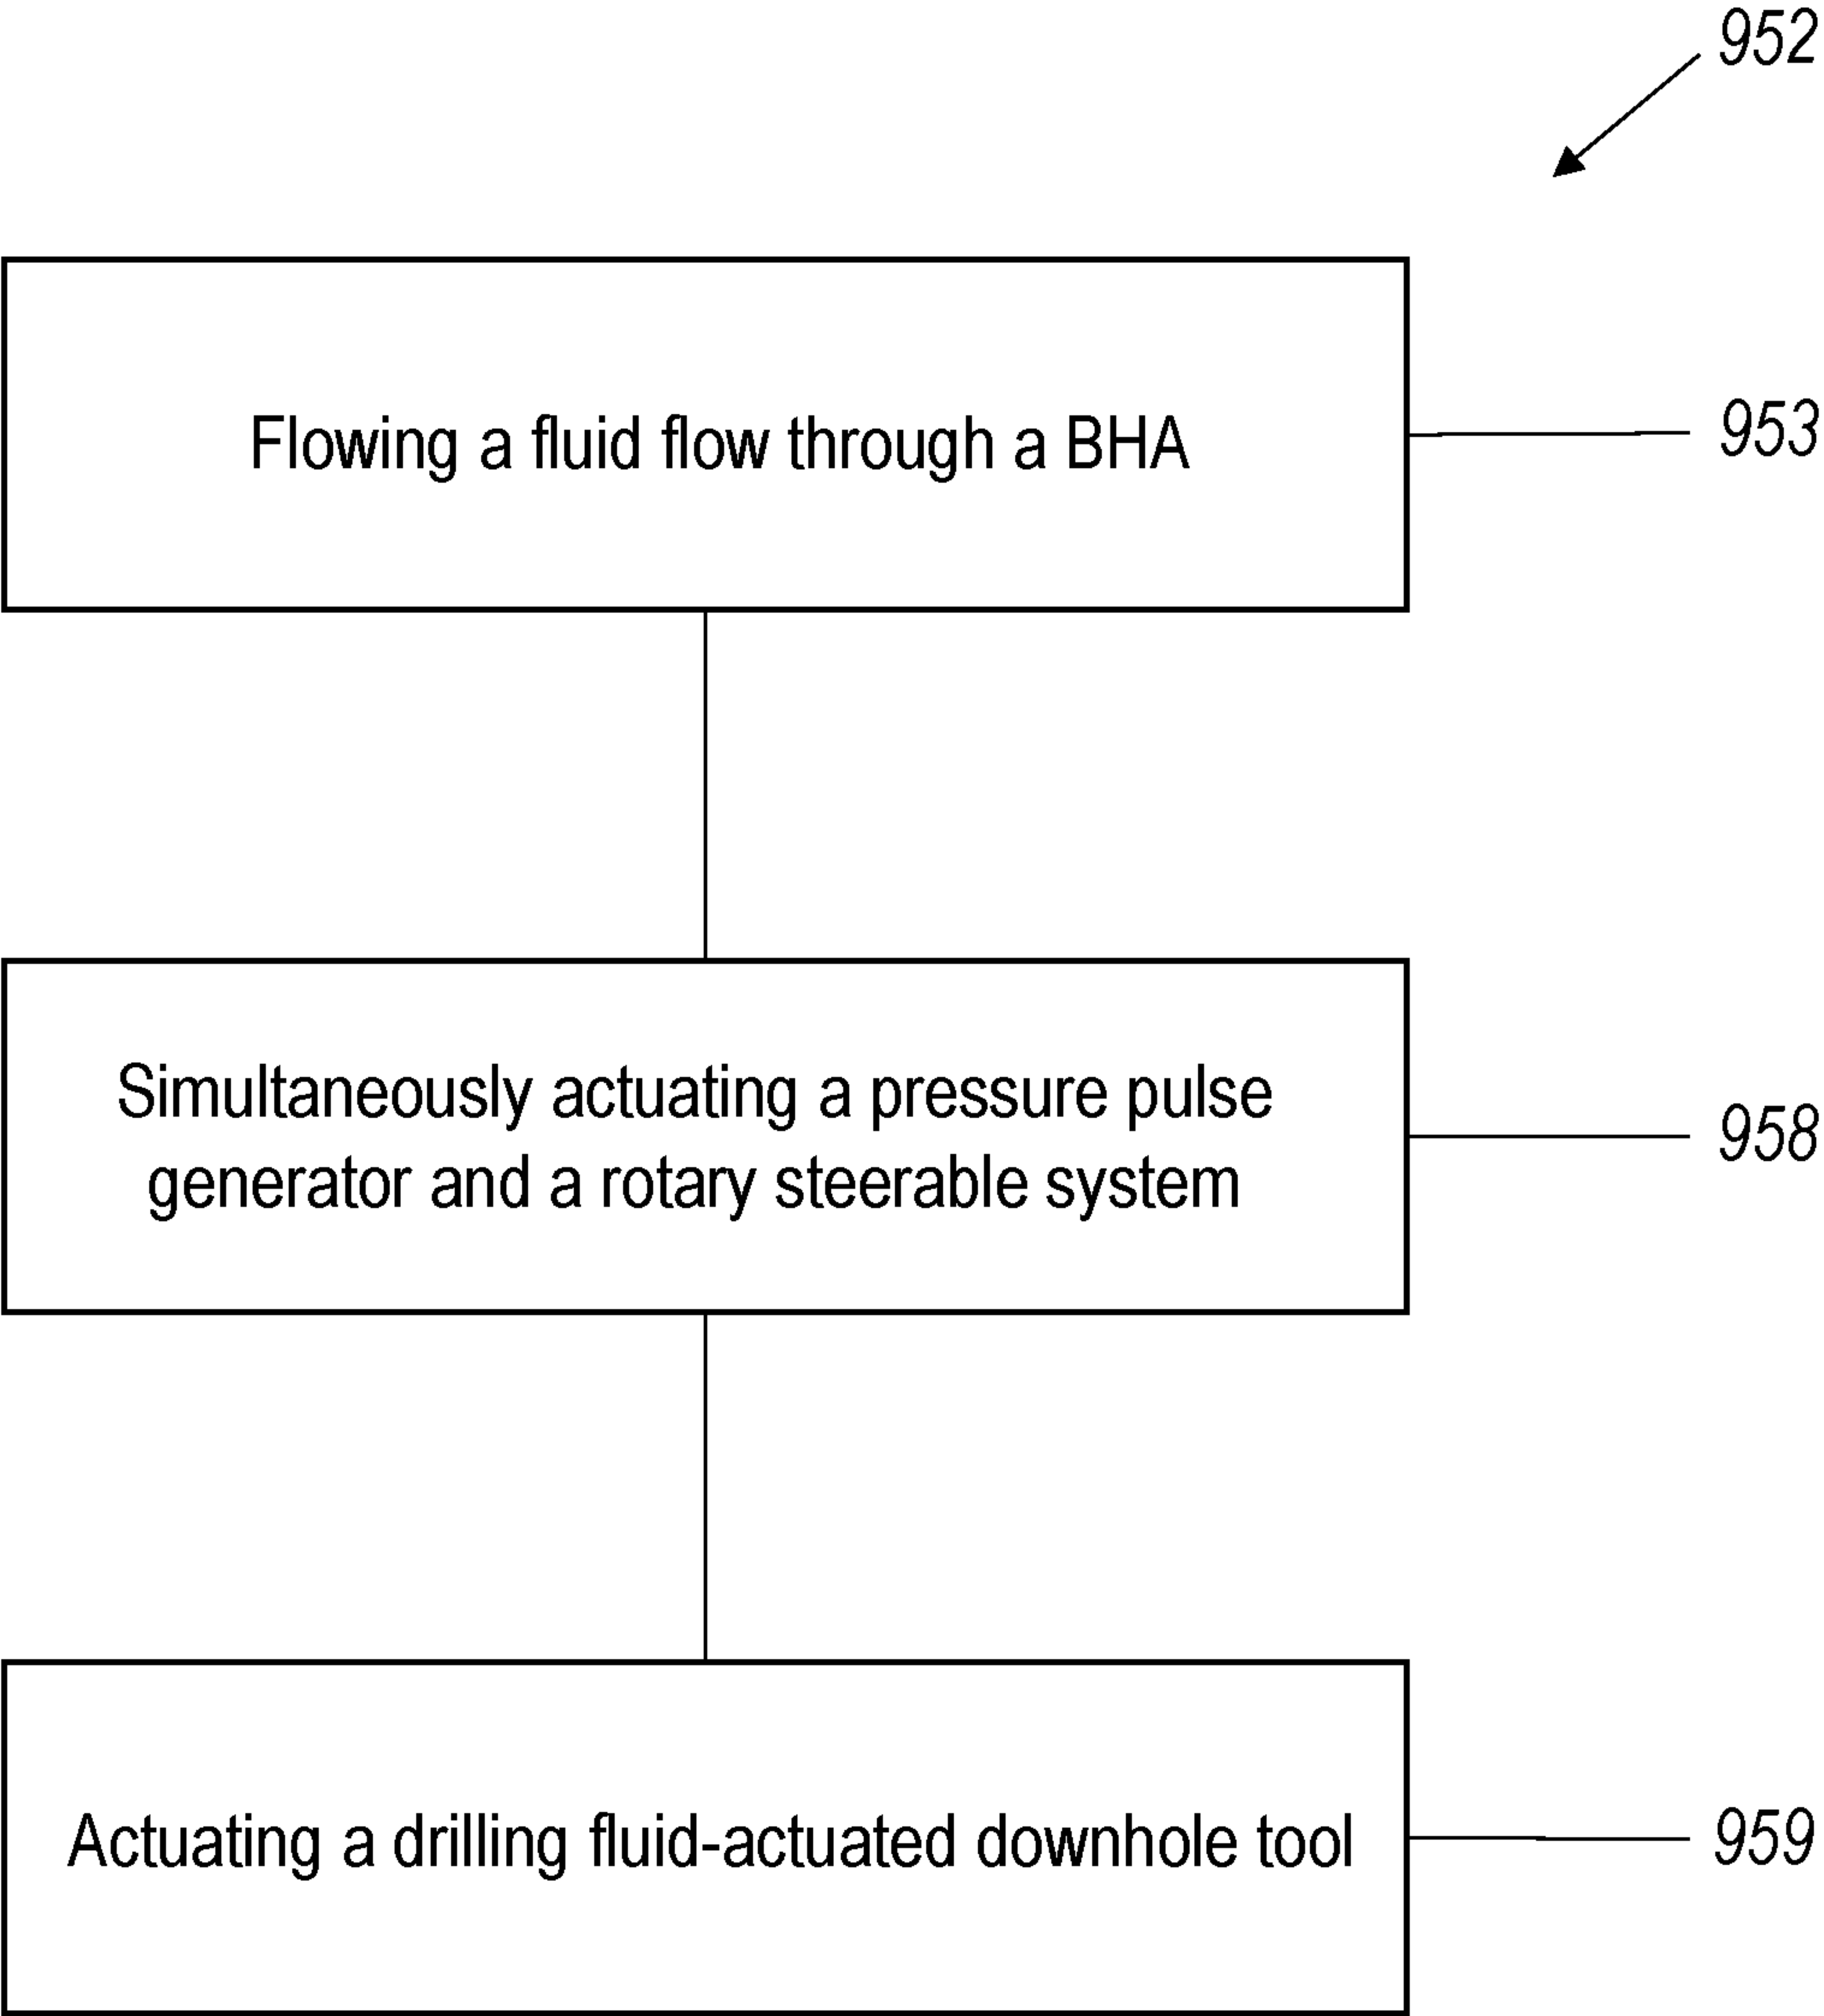 952
Flowing a fluid flow through a BHA
953
Simultaneously actuating a pressure pulse
generator and a rotary steerable system
958
Actuating a drilling fluid-actuated downhole tool
959